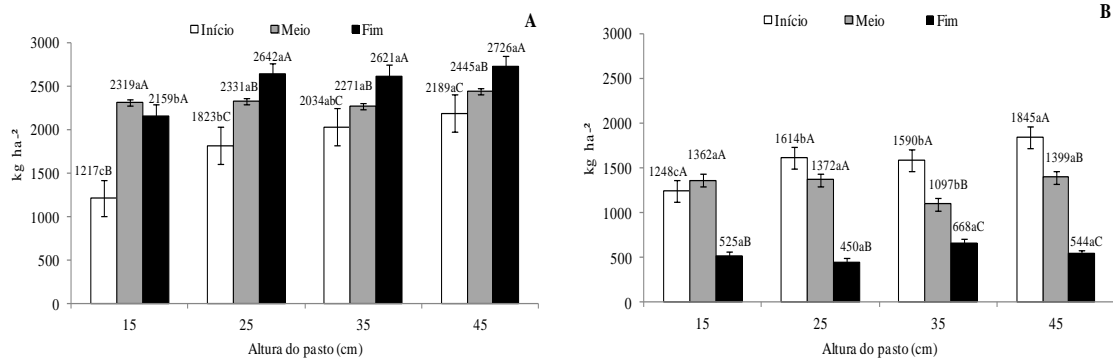 A
Início Meio Fim
3000
2500
2000
1500
1000
500
0
kg ha-²
1217cB 2319aA 2159bA
1823bC 2331aB 2642aA
2034abC 2271aB 2621aA
2189aC 2445aB 2726aA
15 25 35 45
Altura do pasto (cm)
B
Início Meio Fim
3000
2500
2000
1500
1000
500
0
kg ha-²
1248cA 1362aA 525aB
1614bA 1372aA 450aB
1590bA 1097bB 668aC
1845aA 1399aB 544aC
15 25 35 45
Altura do pasto (cm)